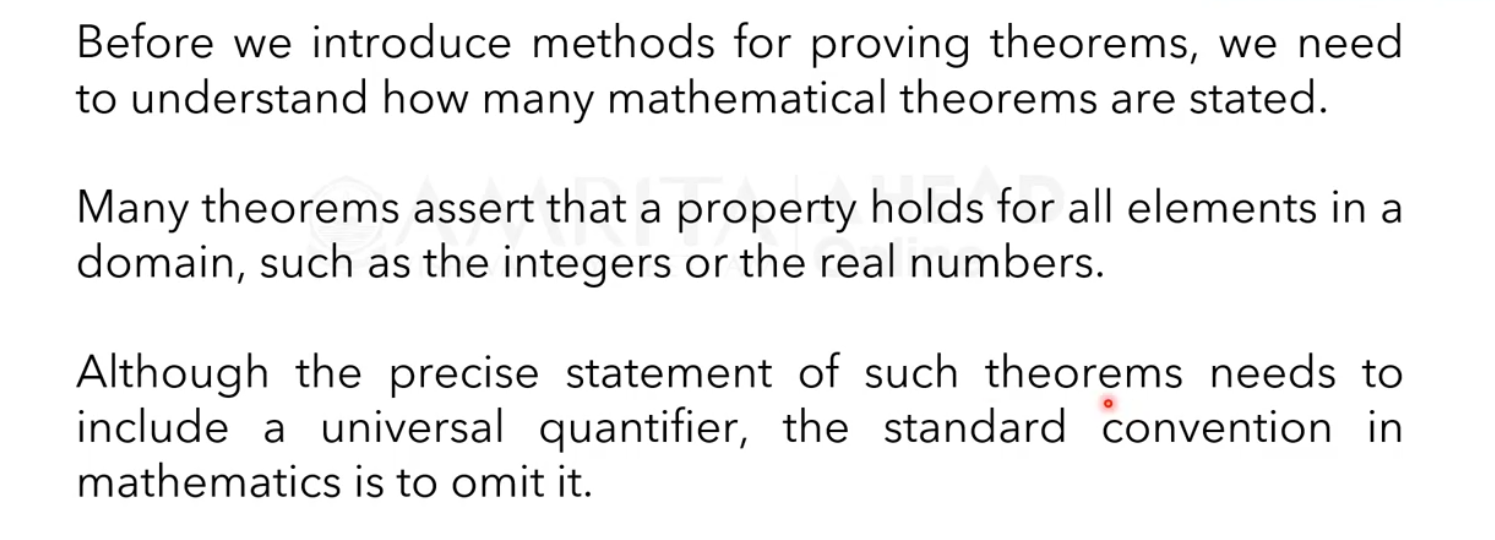 Before we introduce methods for proving theorems, we need
to understand how many mathematical theorems are stated.
Many theorems assert that a property holds for all elements in a
domain, such as the integers or the real numbers.
Although the precise statement of such theorems needs to
include a universal quantifier, the standard convention in
mathematics is to omit it.
AMRITA AHEAD
Online